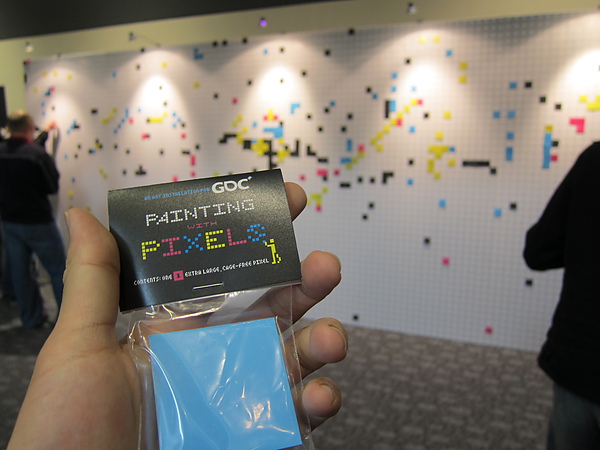 GDC
PAINTING
WITH
PIXELS
CONTENTS: ONE 1 EXTRA LARGE, CAGE-FREE PIXEL